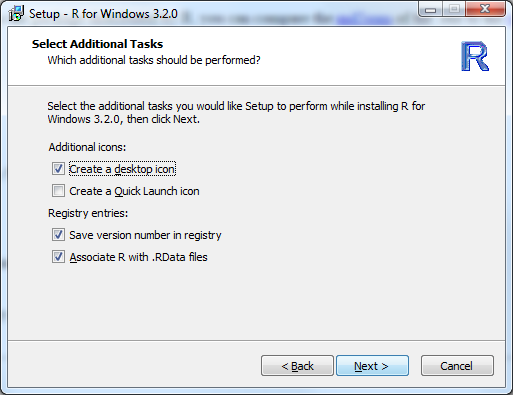 Setup - R for Windows 3.2.0
Select Additional Tasks
Which additional tasks should be performed?
R
Select the additional tasks you would like Setup to perform while installing R for
Windows 3.2.0, then click Next.
Additional icons:
Create a desktop icon
Create a Quick Launch icon
Registry entries:
Save version number in registry
Associate R with .RData files
< Back
Next >
Cancel